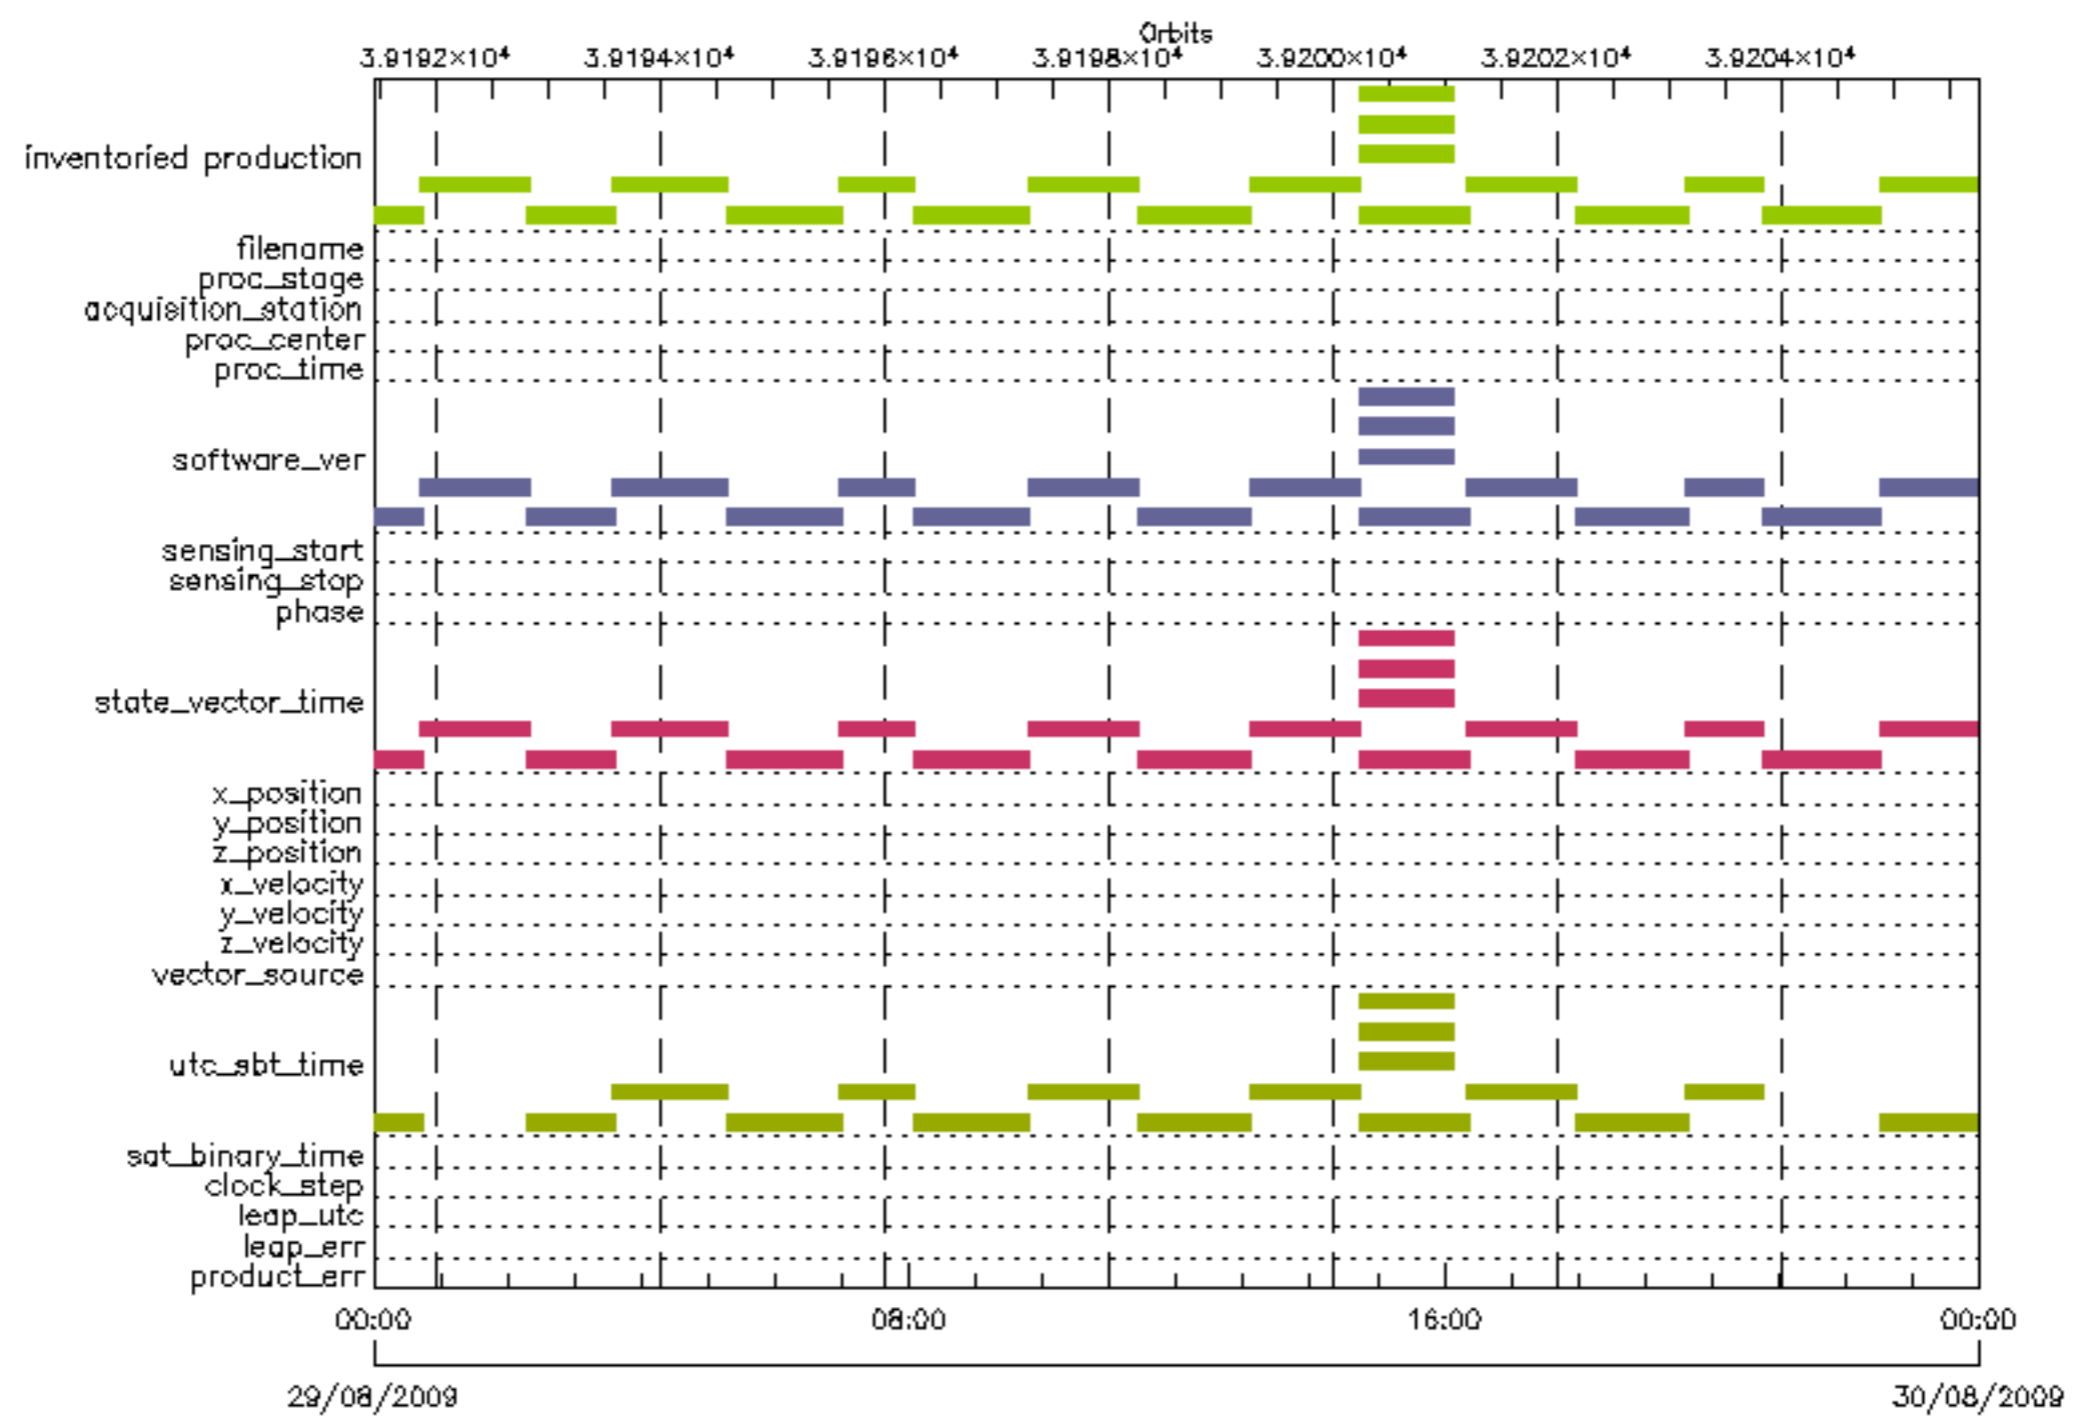 Orbits
3.9192×10⁴ 3.9194×10⁴ 3.9196×10⁴ 3.9198×10⁴ 3.9200×10⁴ 3.9202×10⁴ 3.9204×10⁴
inventoried production
filename
proc_stage
acquisition_station
proc_center
proc_time
software_ver
sensing_start
sensing_stop
phase
state_vector_time
x_position
y_position
z_position
x_velocity
y_velocity
z_velocity
vector_source
utc_sbt_time
sat_binary_time
clock_step
leap_utc
leap_err
product_err
00:00 08:00 16:00 00:00
29/08/2009 30/08/2009